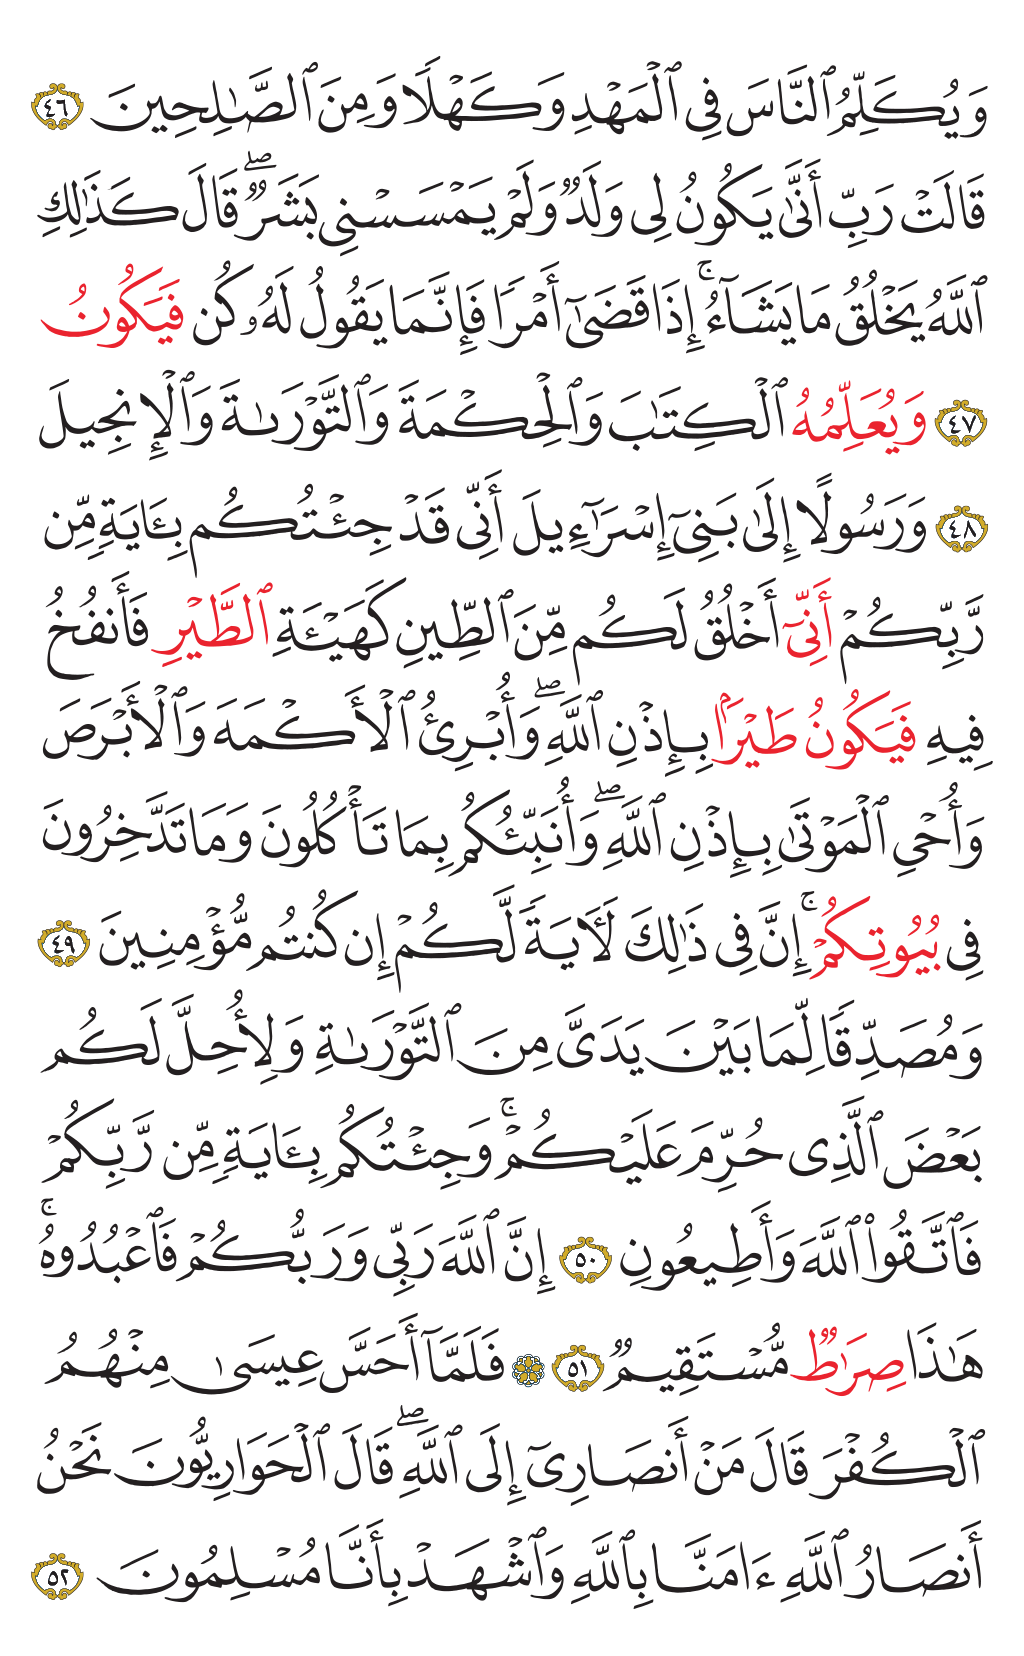 وَيُكَلِّمُ ٱلنَّاسَ فِي ٱلۡمَهۡدِ وَكَهۡلٗا وَمِنَ ٱلصَّٰلِحِينَ ٤٦
قَالَتۡ رَبِّ أَنَّىٰ يَكُونُ لِي وَلَدٞ وَلَمۡ يَمۡسَسۡنِي بَشَرٞۖ قَالَ كَذَٰلِكِ
ٱللَّهُ يَخۡلُقُ مَا يَشَآءُۚ إِذَا قَضَىٰٓ أَمۡرٗا فَإِنَّمَا يَقُولُ لَهُۥ كُن فَيَكُونُ
٤٧ وَيُعَلِّمُهُ ٱلۡكِتَٰبَ وَٱلۡحِكۡمَةَ وَٱلتَّوۡرَىٰةَ وَٱلۡإِنجِيلَ
٤٨ وَرَسُولًا إِلَىٰ بَنِيٓ إِسۡرَٰٓءِيلَ أَنِّي قَدۡ جِئۡتُكُم بِـَٔايَةٖ مِّن
رَّبِّكُمۡ أَنِّيٓ أَخۡلُقُ لَكُم مِّنَ ٱلطِّينِ كَهَيۡـَٔةِ ٱلطَّيۡرِ فَأَنفُخُ
فِيهِ فَيَكُونُ طَيۡرَۢا بِإِذۡنِ ٱللَّهِۖ وَأُبۡرِئُ ٱلۡأَكۡمَهَ وَٱلۡأَبۡرَصَ
وَأُحۡيِ ٱلۡمَوۡتَىٰ بِإِذۡنِ ٱللَّهِۖ وَأُنَبِّئُكُم بِمَا تَأۡكُلُونَ وَمَا تَدَّخِرُونَ
فِي بُيُوتِكُمۡۚ إِنَّ فِي ذَٰلِكَ لَأٓيَةٗ لَّكُمۡ إِن كُنتُم مُّؤۡمِنِينَ ٤٩
وَمُصَدِّقٗا لِّمَا بَيۡنَ يَدَيَّ مِنَ ٱلتَّوۡرَىٰةِ وَلِأُحِلَّ لَكُم
بَعۡضَ ٱلَّذِي حُرِّمَ عَلَيۡكُمۡۚ وَجِئۡتُكُم بِـَٔايَةٖ مِّن رَّبِّكُمۡ
فَٱتَّقُواْ ٱللَّهَ وَأَطِيعُونِ ٥٠ إِنَّ ٱللَّهَ رَبِّي وَرَبُّكُمۡ فَٱعۡبُدُوهُۚ
هَٰذَا صِرَٰطٞ مُّسۡتَقِيمٞ ٥١ ۞ فَلَمَّآ أَحَسَّ عِيسَىٰ مِنۡهُمُ
ٱلۡكُفۡرَ قَالَ مَنۡ أَنصَارِيٓ إِلَى ٱللَّهِۖ قَالَ ٱلۡحَوَارِيُّونَ نَحۡنُ
أَنصَارُ ٱللَّهِ ءَامَنَّا بِٱللَّهِ وَٱشۡهَدۡ بِأَنَّا مُسۡلِمُونَ ٥٢